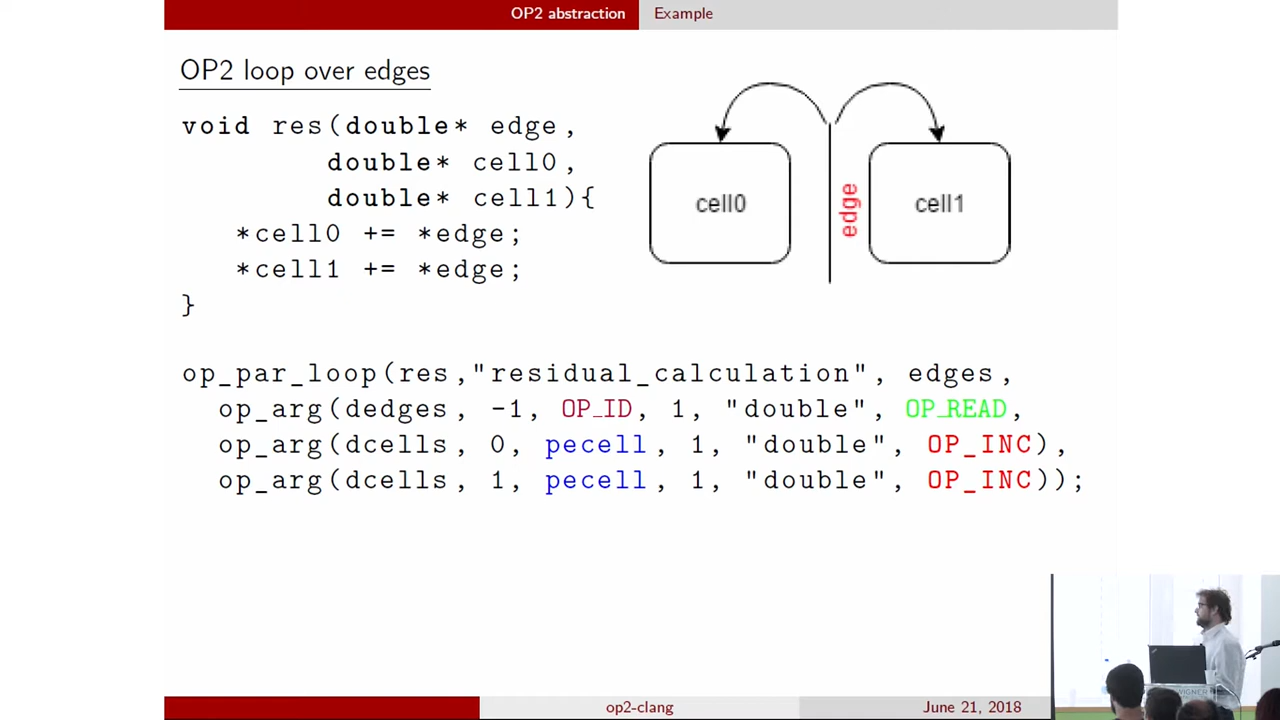 OP2 abstraction Example
OP2 loop over edges
void res(double* edge,
double* cell0,
double* cell1){
*cell0 += *edge;
*cell1 += *edge;
}
cell0
edge
cell1
op_par_loop(res,"residual_calculation", edges,
op_arg(dedges, -1, OP_ID, 1, "double", OP_READ,
op_arg(dcells, 0, pecell, 1, "double", OP_INC),
op_arg(dcells, 1, pecell, 1, "double", OP_INC));
WIGNER
op2-clang
June 21, 2018